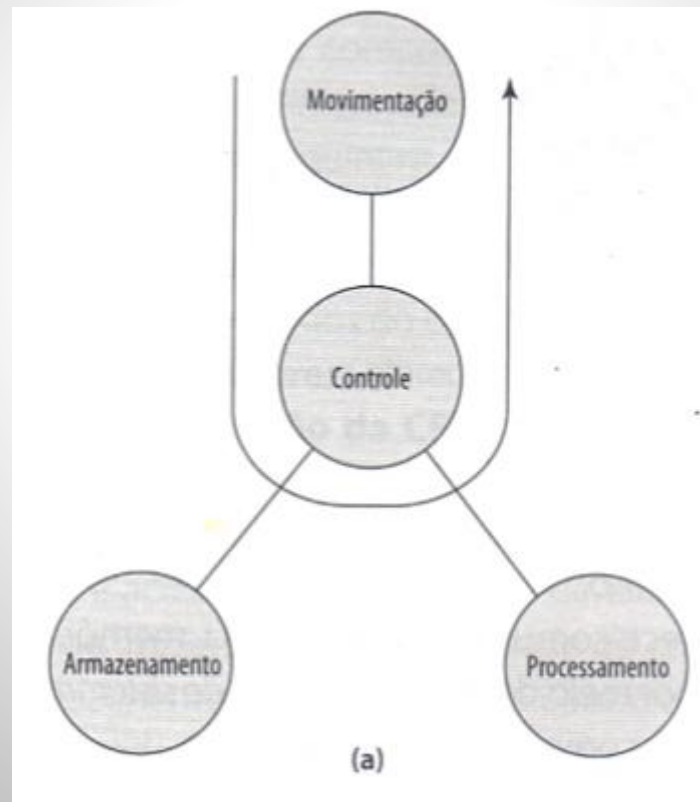 Movimentação
Controle
Armazenamento
Processamento
(a)